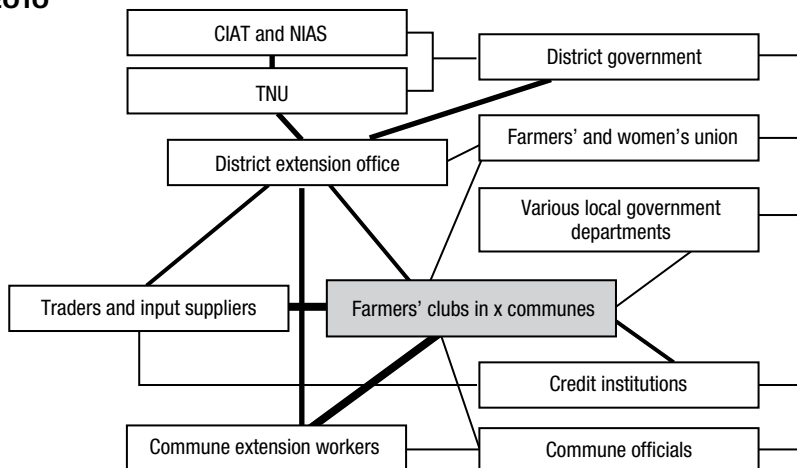 CIAT and NIAS
District government
TNU
Farmers' and women's union
District extension office
Various local government
departments
Traders and input suppliers
Farmers' clubs in x communes
Credit institutions
Commune extension workers
Commune officials